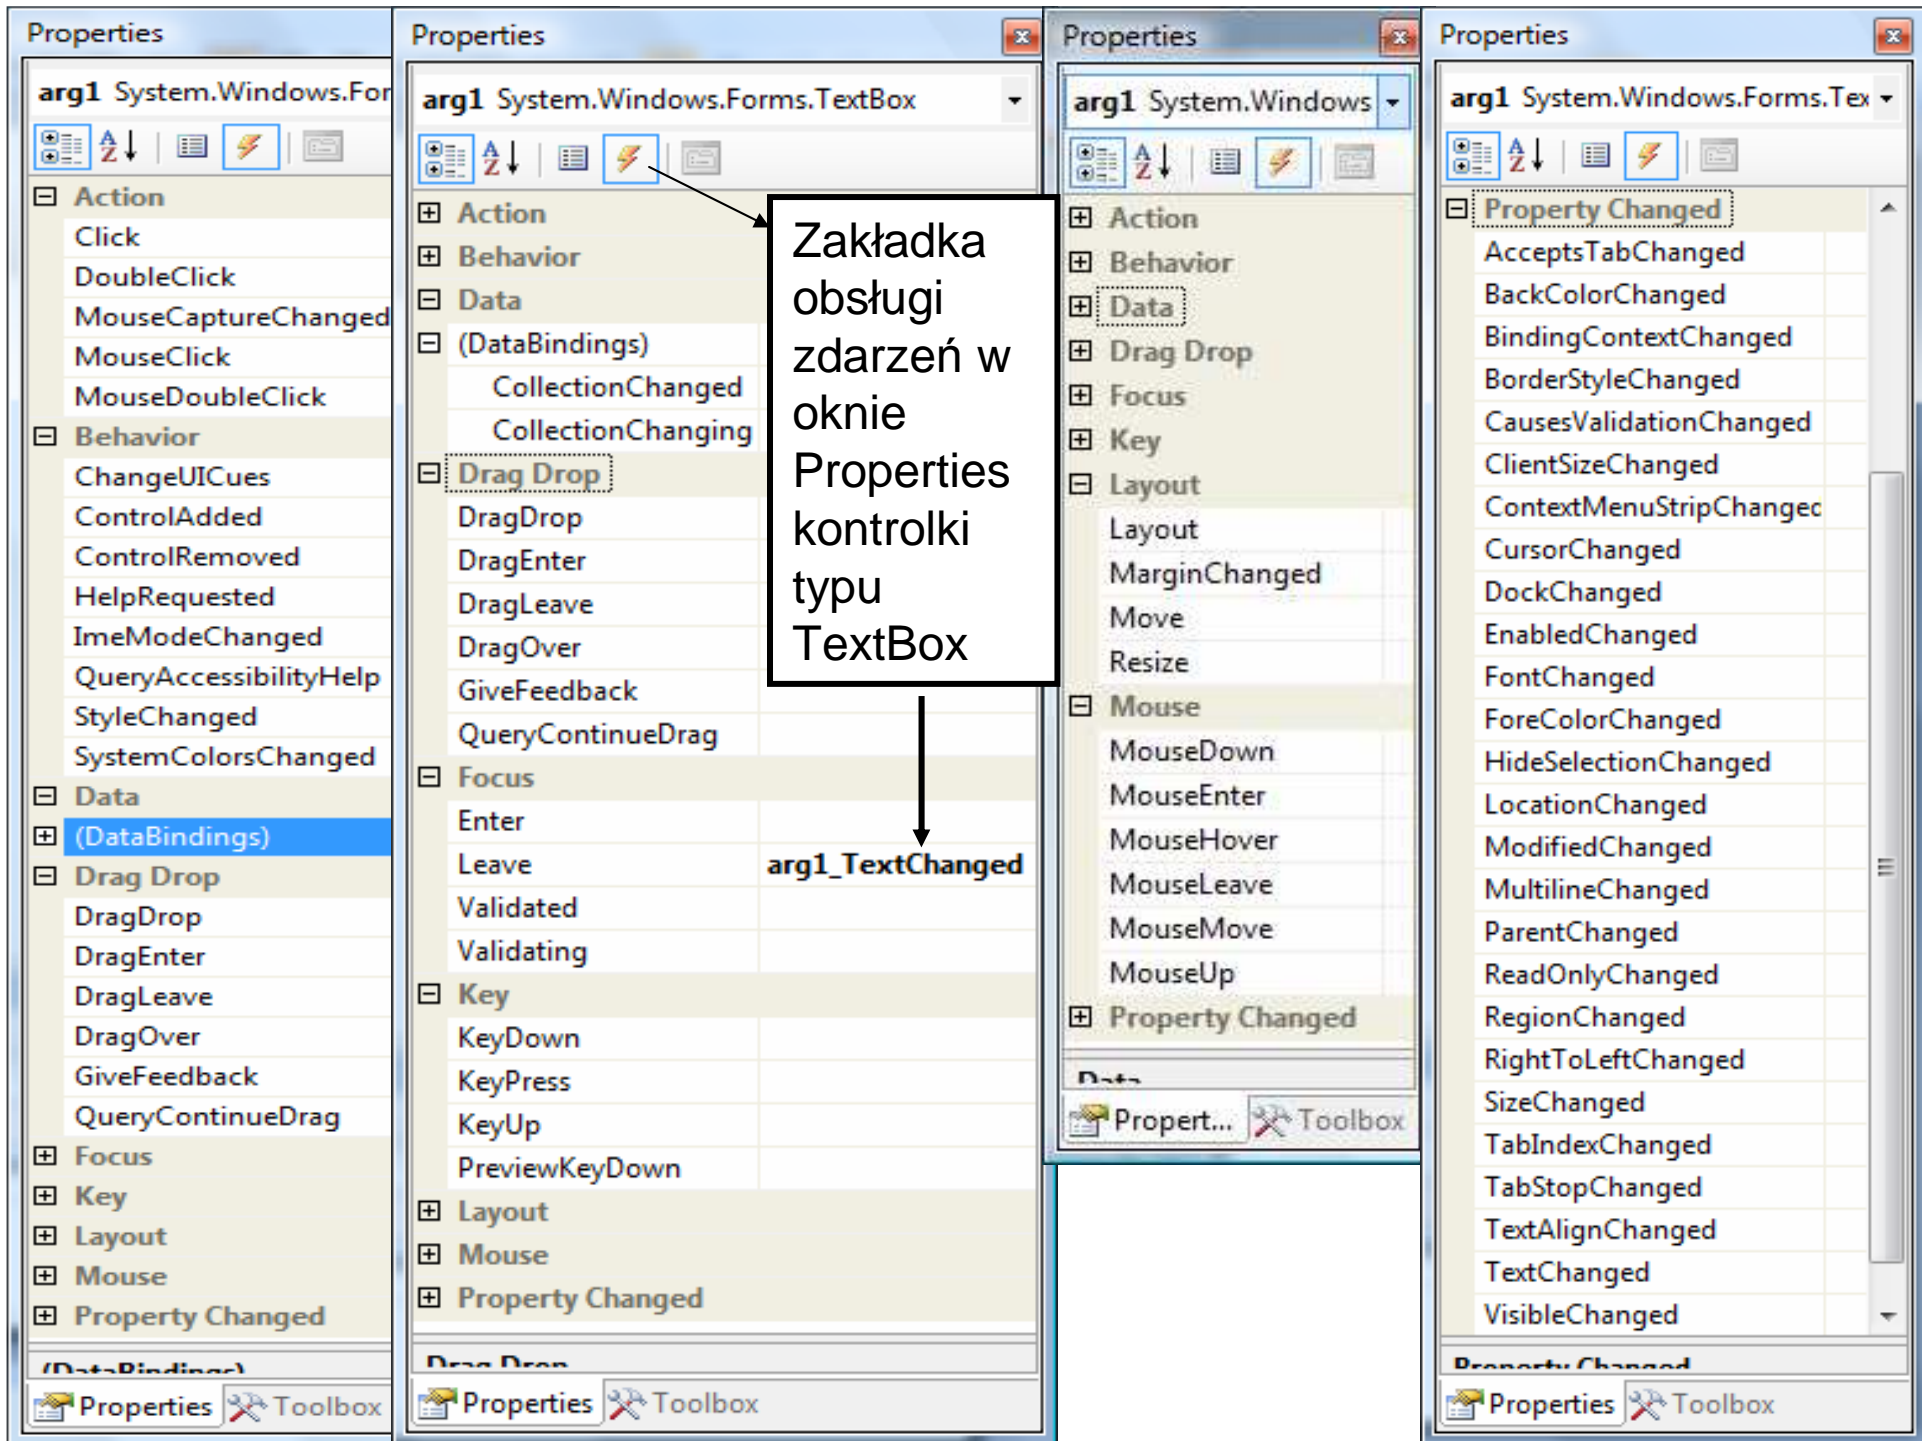 Properties
arg1 System.Windows.For
Action
Click
DoubleClick
MouseCaptureChanged
MouseClick
MouseDoubleClick
Behavior
ChangeUICues
ControlAdded
ControlRemoved
HelpRequested
ImeModeChanged
QueryAccessibilityHelp
StyleChanged
SystemColorsChanged
Data
(DataBindings)
Drag Drop
DragDrop
DragEnter
DragLeave
DragOver
GiveFeedback
QueryContinueDrag
Focus
Key
Layout
Mouse
Property Changed
(DataBindings)
Properties Toolbox
Properties
arg1 System.Windows.Forms.TextBox
Action
Behavior
Data
(DataBindings)
CollectionChanged
CollectionChanging
Drag Drop
DragDrop
DragEnter
DragLeave
DragOver
GiveFeedback
QueryContinueDrag
Focus
Enter
Leave arg1_TextChanged
Validated
Validating
Key
KeyDown
KeyPress
KeyUp
PreviewKeyDown
Layout
Mouse
Property Changed
Drag Drop
Properties Toolbox
Zakładka
obsługi
zdarzeń w
oknie
Properties
kontrolki
typu
TextBox
Properties
arg1 System.Windows
Action
Behavior
Data
Drag Drop
Focus
Key
Layout
Layout
MarginChanged
Move
Resize
Mouse
MouseDown
MouseEnter
MouseHover
MouseLeave
MouseMove
MouseUp
Property Changed
Data
Propert... Toolbox
Properties
arg1 System.Windows.Forms.Tex
Property Changed
AcceptsTabChanged
BackColorChanged
BindingContextChanged
BorderStyleChanged
CausesValidationChanged
ClientSizeChanged
ContextMenuStripChanged
CursorChanged
DockChanged
EnabledChanged
FontChanged
ForeColorChanged
HideSelectionChanged
LocationChanged
ModifiedChanged
MultilineChanged
ParentChanged
ReadOnlyChanged
RegionChanged
RightToLeftChanged
SizeChanged
TabIndexChanged
TabStopChanged
TextAlignChanged
TextChanged
VisibleChanged
Property Changed
Properties Toolbox